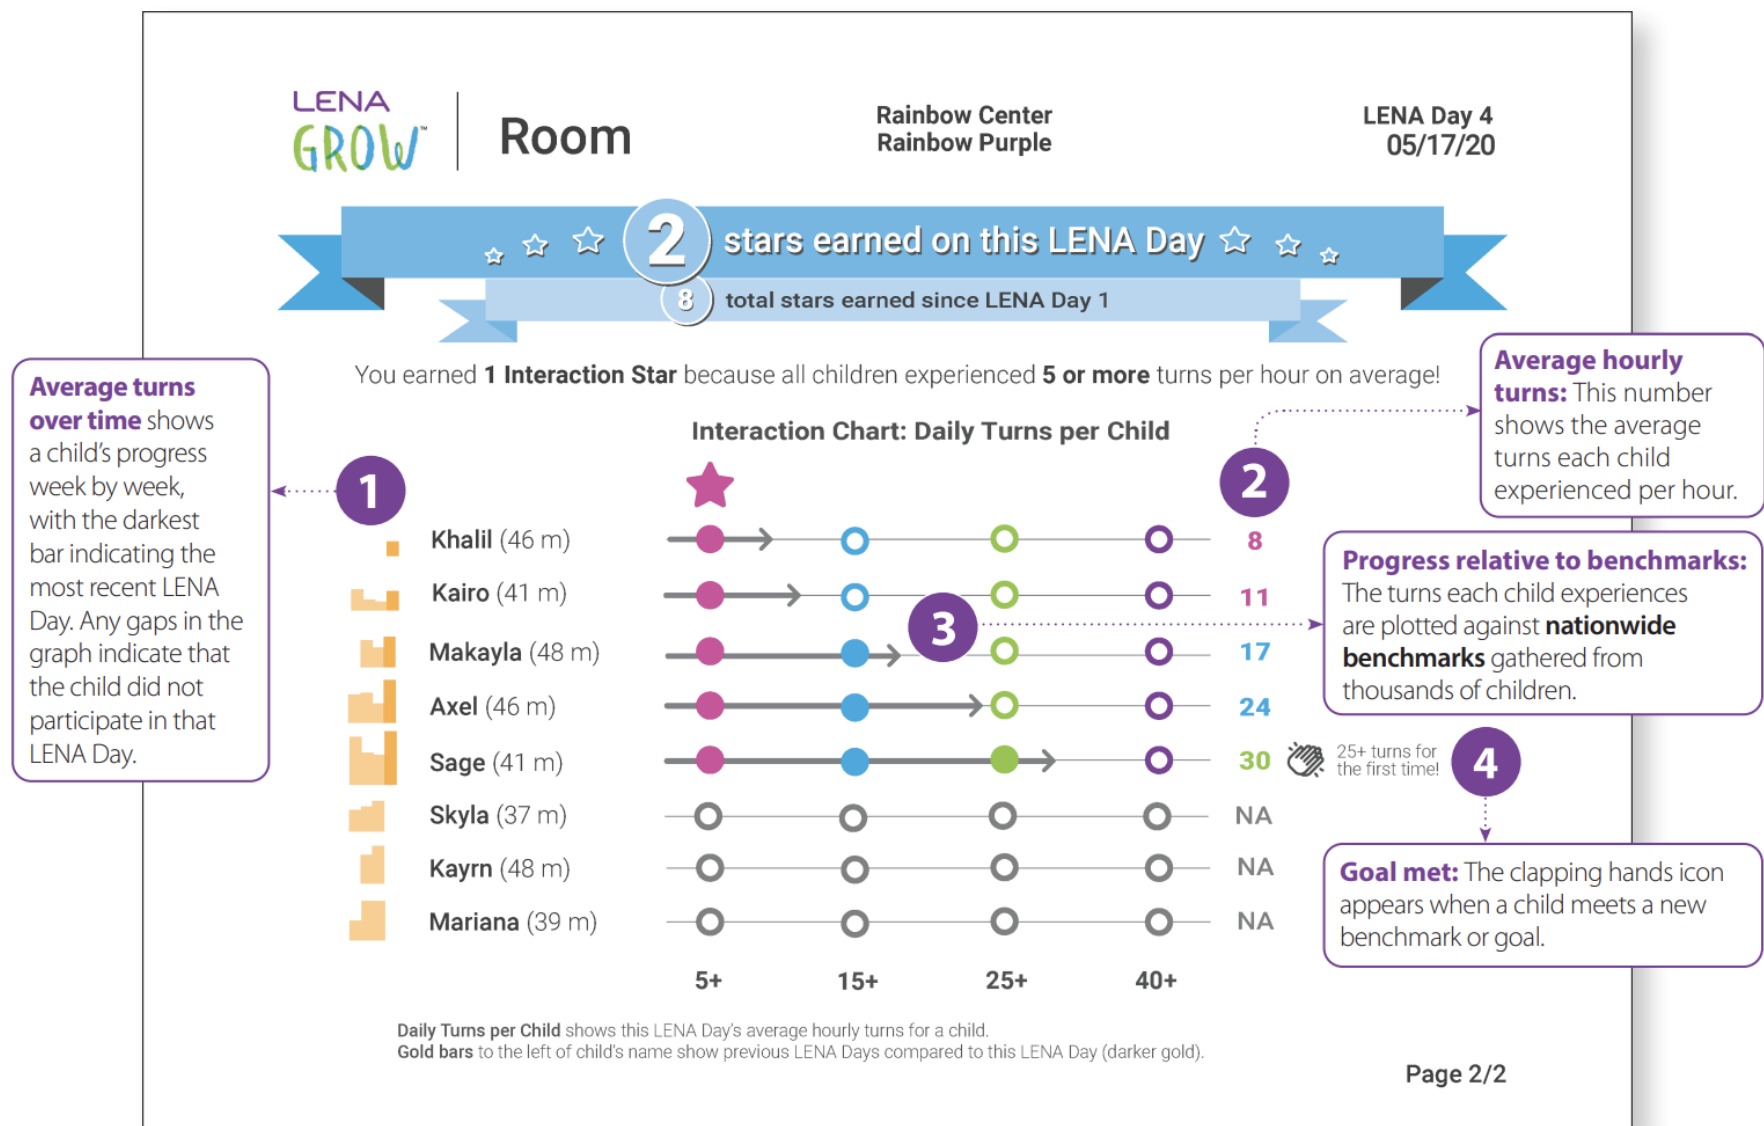 LENA
GROW™
Room
Rainbow Center
Rainbow Purple
LENA Day 4
05/17/20
2 stars earned on this LENA Day
8 total stars earned since LENA Day 1
You earned 1 Interaction Star because all children experienced 5 or more turns per hour on average!
Interaction Chart: Daily Turns per Child
1
Average turns
over time shows
a child's progress
week by week,
with the darkest
bar indicating the
most recent LENA
Day. Any gaps in the
graph indicate that
the child did not
participate in that
LENA Day.
2
Average hourly
turns: This number
shows the average
turns each child
experienced per hour.
Khalil (46 m) 8
Kairo (41 m) 11
Makayla (48 m) 17
Axel (46 m) 24
Sage (41 m) 30 25+ turns for
the first time!
Skyla (37 m) NA
Kayrn (48 m) NA
Mariana (39 m) NA
5+ 15+ 25+ 40+
3
Progress relative to benchmarks:
The turns each child experiences
are plotted against nationwide
benchmarks gathered from
thousands of children.
4
Goal met: The clapping hands icon
appears when a child meets a new
benchmark or goal.
Daily Turns per Child shows this LENA Day's average hourly turns for a child.
Gold bars to the left of child's name show previous LENA Days compared to this LENA Day (darker gold).
Page 2/2